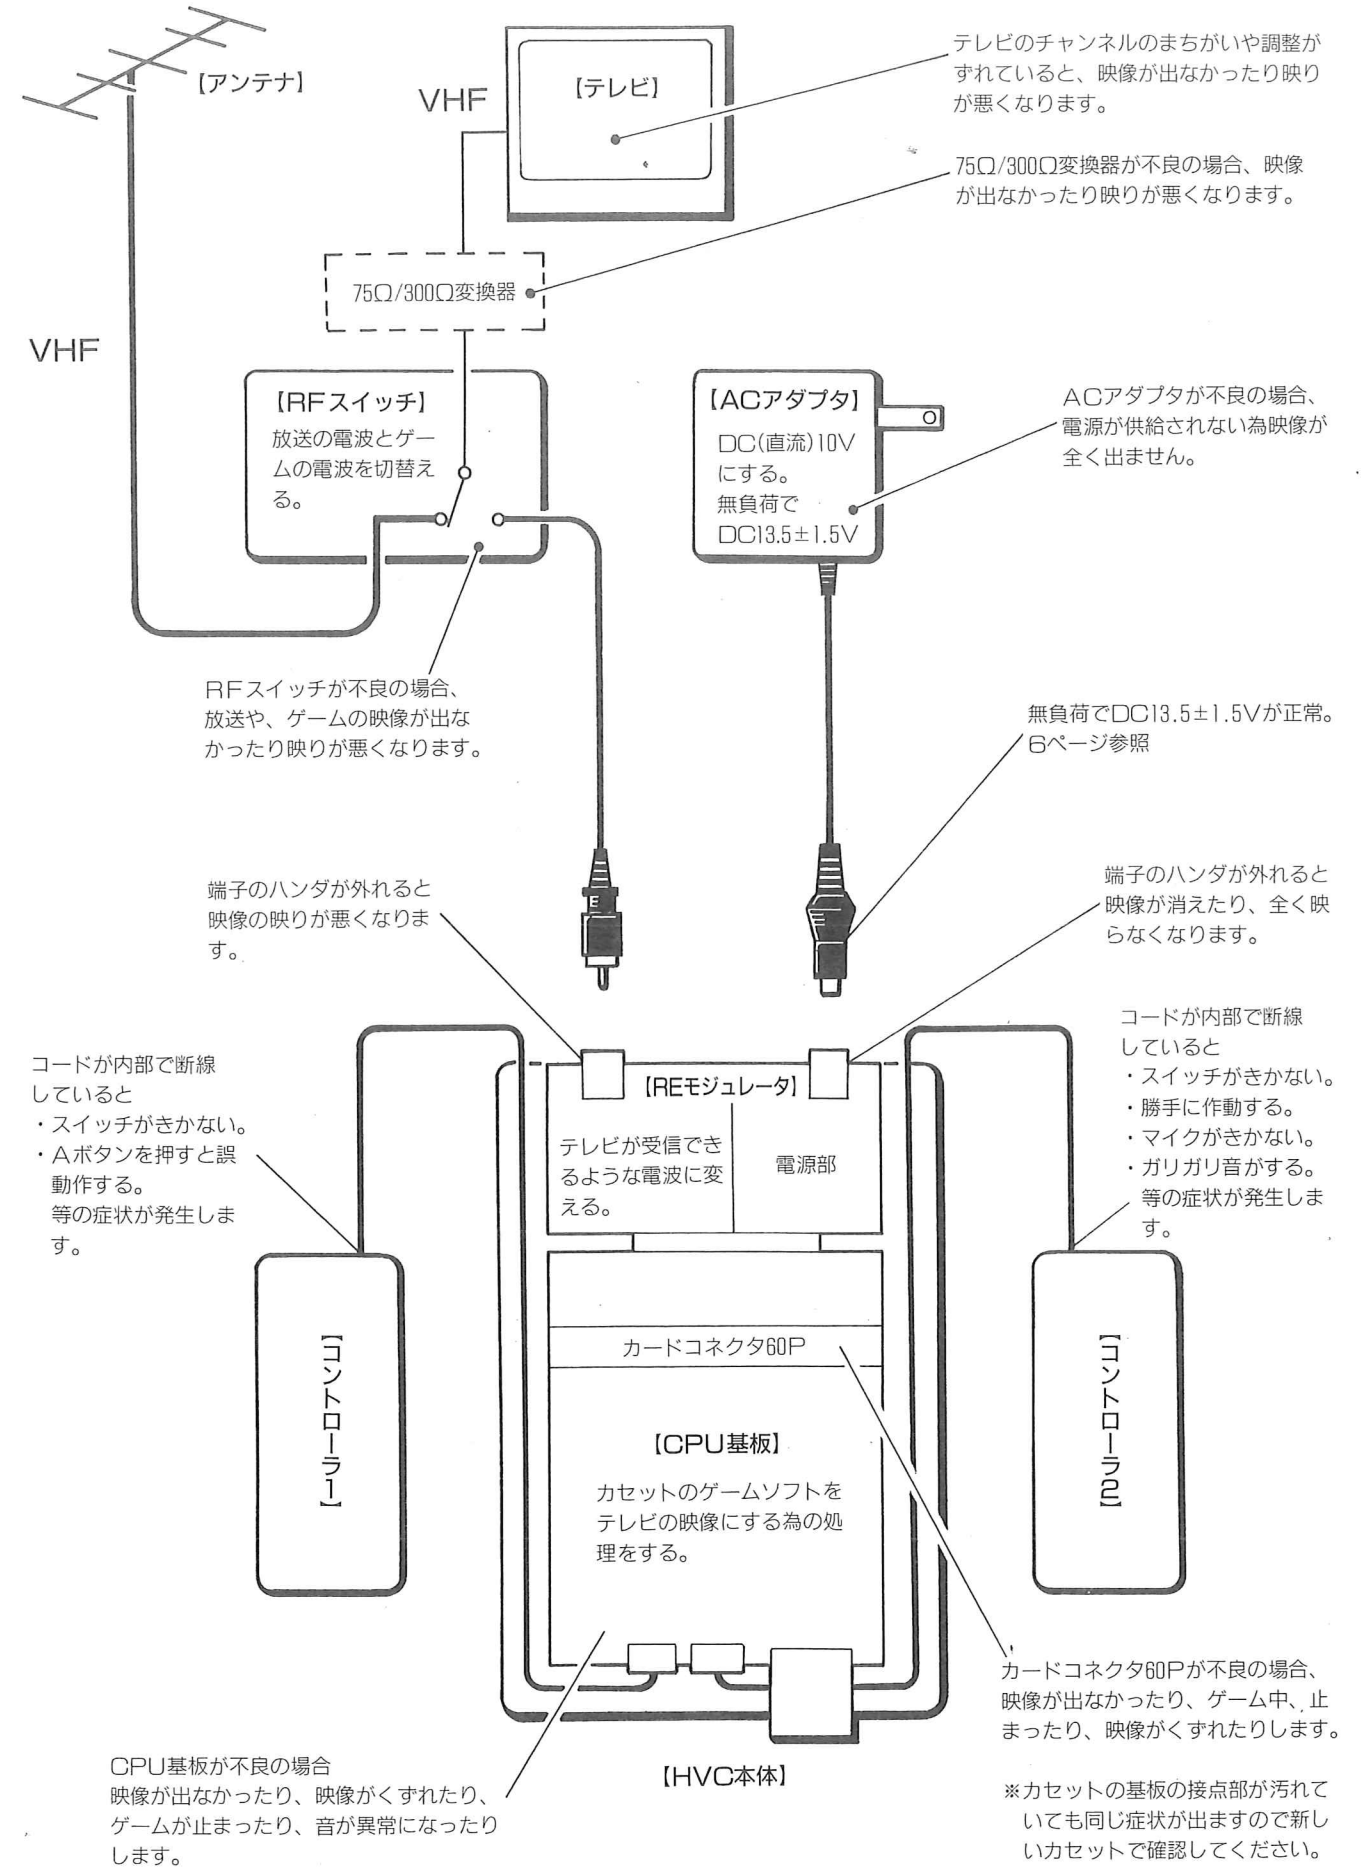 【アンテナ】
VHF
【テレビ】
テレビのチャンネルのまちがいや調整が
ずれていると、映像が出なかったり映り
が悪くなります。
75Ω/300Ω変換器が不良の場合、映像
が出なかったり映りが悪くなります。
75Ω/300Ω変換器
VHF
【RFスイッチ】
放送の電波とゲー
ムの電波を切替え
る。
【ACアダプタ】
DC(直流)10V
にする。
無負荷で
DC13.5±1.5V
ACアダプタが不良の場合、
電源が供給されない為映像が
全く出ません。
RFスイッチが不良の場合、
放送や、ゲームの映像が出な
かったり映りが悪くなります。
無負荷でDC13.5±1.5Vが正常。
6ページ参照
端子のハンダが外れると
映像の映りが悪くなりま
す。
端子のハンダが外れると
映像が消えたり、全く映
らなくなります。
コードが内部で断線
していると
・スイッチがきかない。
・Aボタンを押すと誤
動作する。
等の症状が発生しま
す。
コードが内部で断線
していると
・スイッチがきかない。
・勝手に作動する。
・マイクがきかない。
・ガリガリ音がする。
等の症状が発生しま
す。
【REモジュレータ】
テレビが受信でき
るような電波に変
える。
電源部
カードコネクタ60P
【コントローラ1】
【コントローラ2】
【CPU基板】
カセットのゲームソフトを
テレビの映像にする為の処
理をする。
カードコネクタ60Pが不良の場合、
映像が出なかったり、ゲーム中、止
まったり、映像がくずれたりします。
CPU基板が不良の場合
映像が出なかったり、映像がくずれたり、
ゲームが止まったり、音が異常になったり
します。
【HVC本体】
※カセットの基板の接点部が汚れて
いても同じ症状が出ますので新し
いカセットで確認してください。